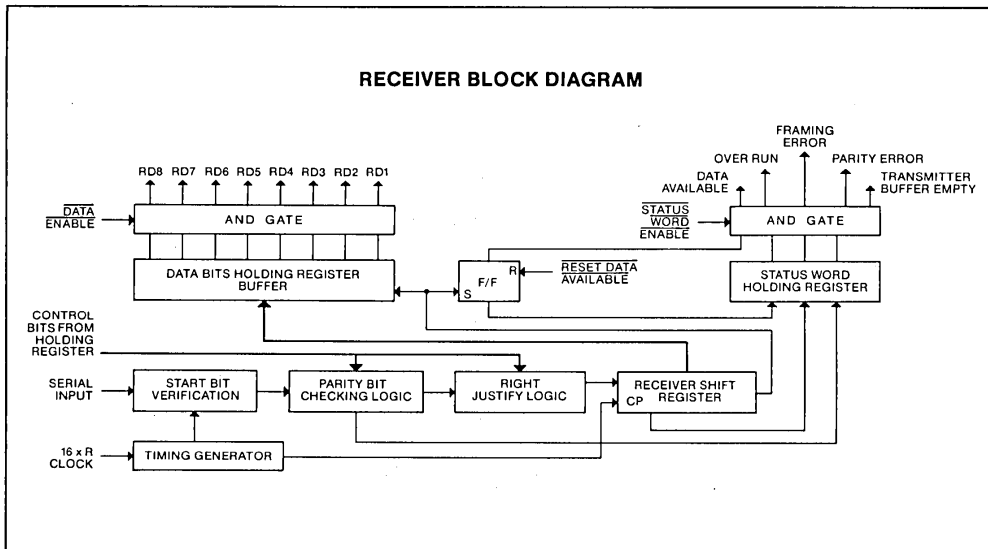 RECEIVER BLOCK DIAGRAM
FRAMING
ERROR
OVER RUN
PARITY ERROR
DATA
AVAILABLE
TRANSMITTER
BUFFER EMPTY
RD8 RD7 RD6 RD5 RD4 RD3 RD2 RD1
DATA
ENABLE
AND GATE
STATUS
WORD
ENABLE
AND GATE
DATA BITS HOLDING REGISTER
BUFFER
F/F
R
S
RESET DATA
AVAILABLE
STATUS WORD
HOLDING REGISTER
CONTROL
BITS FROM
HOLDING
REGISTER
SERIAL
INPUT
START BIT
VERIFICATION
PARITY BIT
CHECKING LOGIC
RIGHT
JUSTIFY LOGIC
RECEIVER SHIFT
REGISTER
CP
16 x R
CLOCK
TIMING GENERATOR